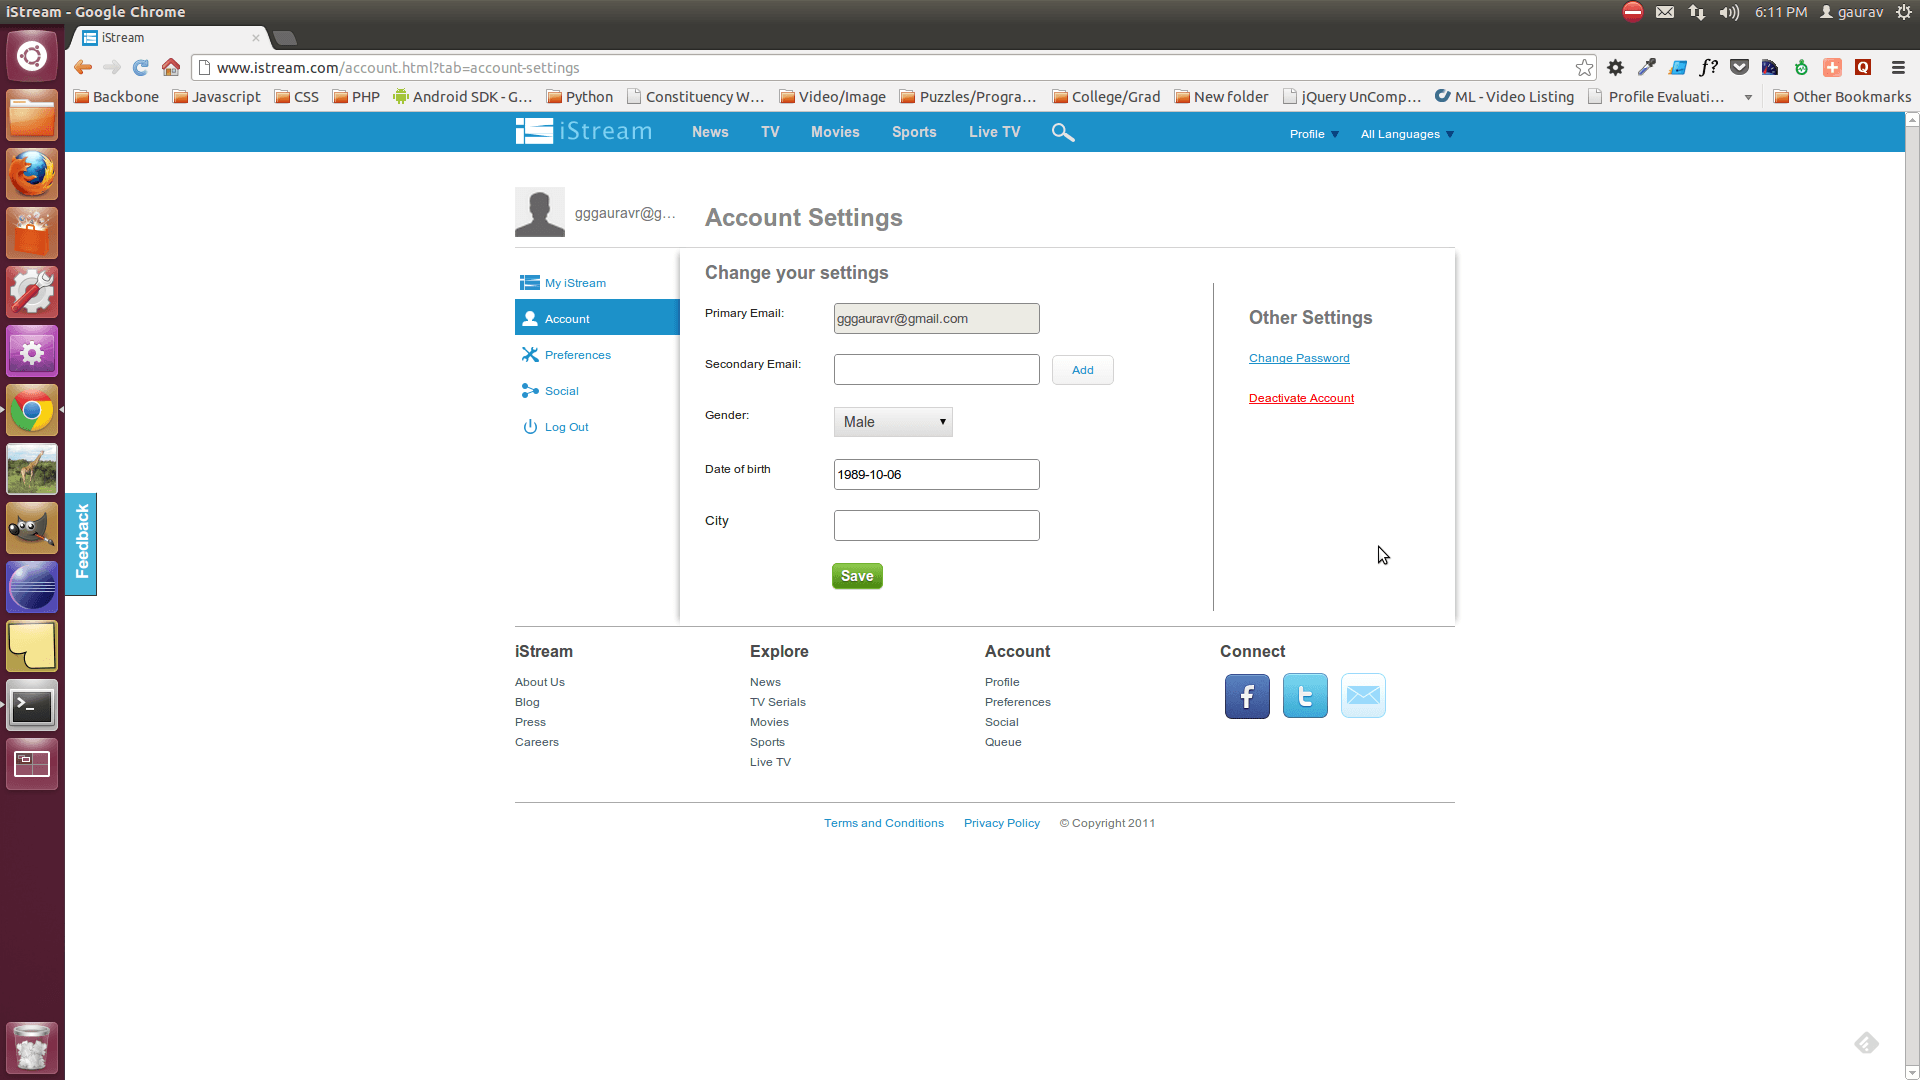 iStream - Google Chrome
6:11 PM gaurav
iStream
www.istream.com/account.html?tab=account-settings
f?
Q
Backbone Javascript CSS PHP Android SDK - G... Python Constituency W... Video/Image Puzzles/Progra... College/Grad New folder jQuery UnComp... ML - Video Listing Profile Evaluati... Other Bookmarks
iStream News TV Movies Sports Live TV Profile All Languages
gggauravr@g...
Account Settings
My iStream
Account
Preferences
Social
Log Out
Change your settings
Primary Email: gggauravr@gmail.com
Secondary Email: Add
Gender: Male
Date of birth 1989-10-06
City
Save
Other Settings
Change Password
Deactivate Account
Feedback
iStream
About Us
Blog
Press
Careers
Explore
News
TV Serials
Movies
Sports
Live TV
Account
Profile
Preferences
Social
Queue
Connect
f t
Terms and Conditions Privacy Policy © Copyright 2011